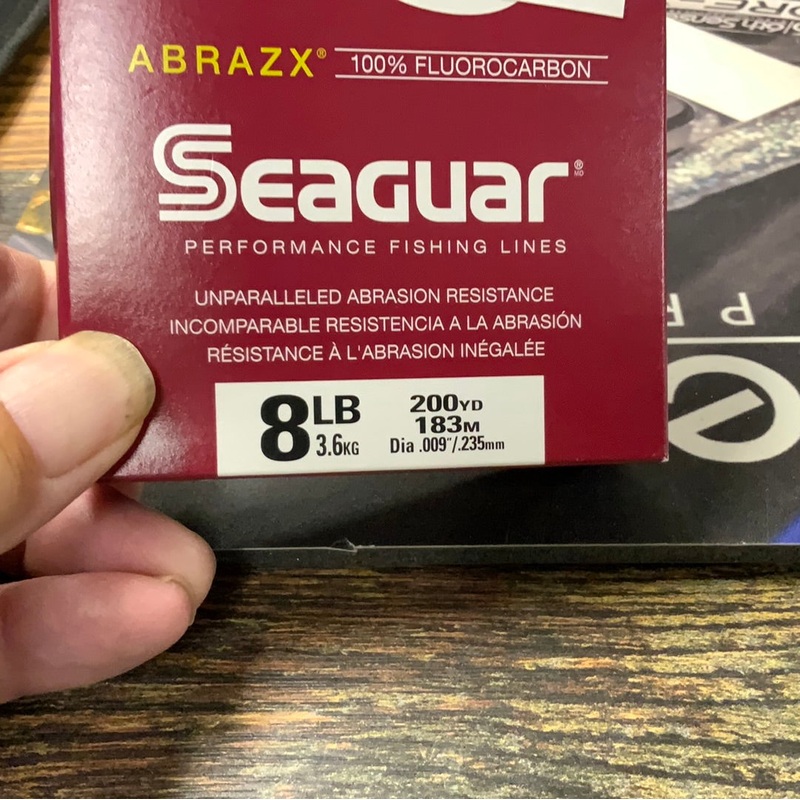 ABRAZX® 100% FLUOROCARBON
SEAGUAR®
MD
PERFORMANCE FISHING LINES
UNPARALLELED ABRASION RESISTANCE
INCOMPARABLE RESISTENCIA A LA ABRASIÓN
RÉSISTANCE À L'ABRASION INÉGALÉE
8LB 200YD
183M
3.6KG Dia .009"/.235mm